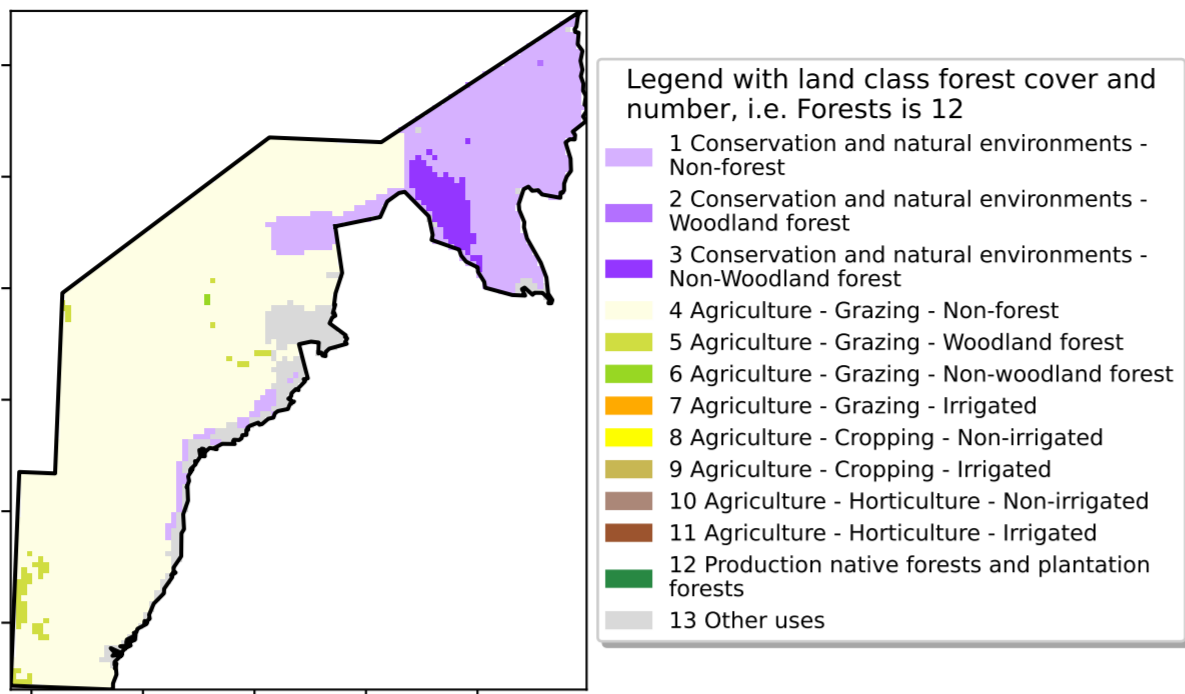 Legend with land class forest cover and
number, i.e. Forests is 12
1 Conservation and natural environments -
Non-forest
2 Conservation and natural environments -
Woodland forest
3 Conservation and natural environments -
Non-Woodland forest
4 Agriculture - Grazing - Non-forest
5 Agriculture - Grazing - Woodland forest
6 Agriculture - Grazing - Non-woodland forest
7 Agriculture - Grazing - Irrigated
8 Agriculture - Cropping - Non-irrigated
9 Agriculture - Cropping - Irrigated
10 Agriculture - Horticulture - Non-irrigated
11 Agriculture - Horticulture - Irrigated
12 Production native forests and plantation
forests
13 Other uses